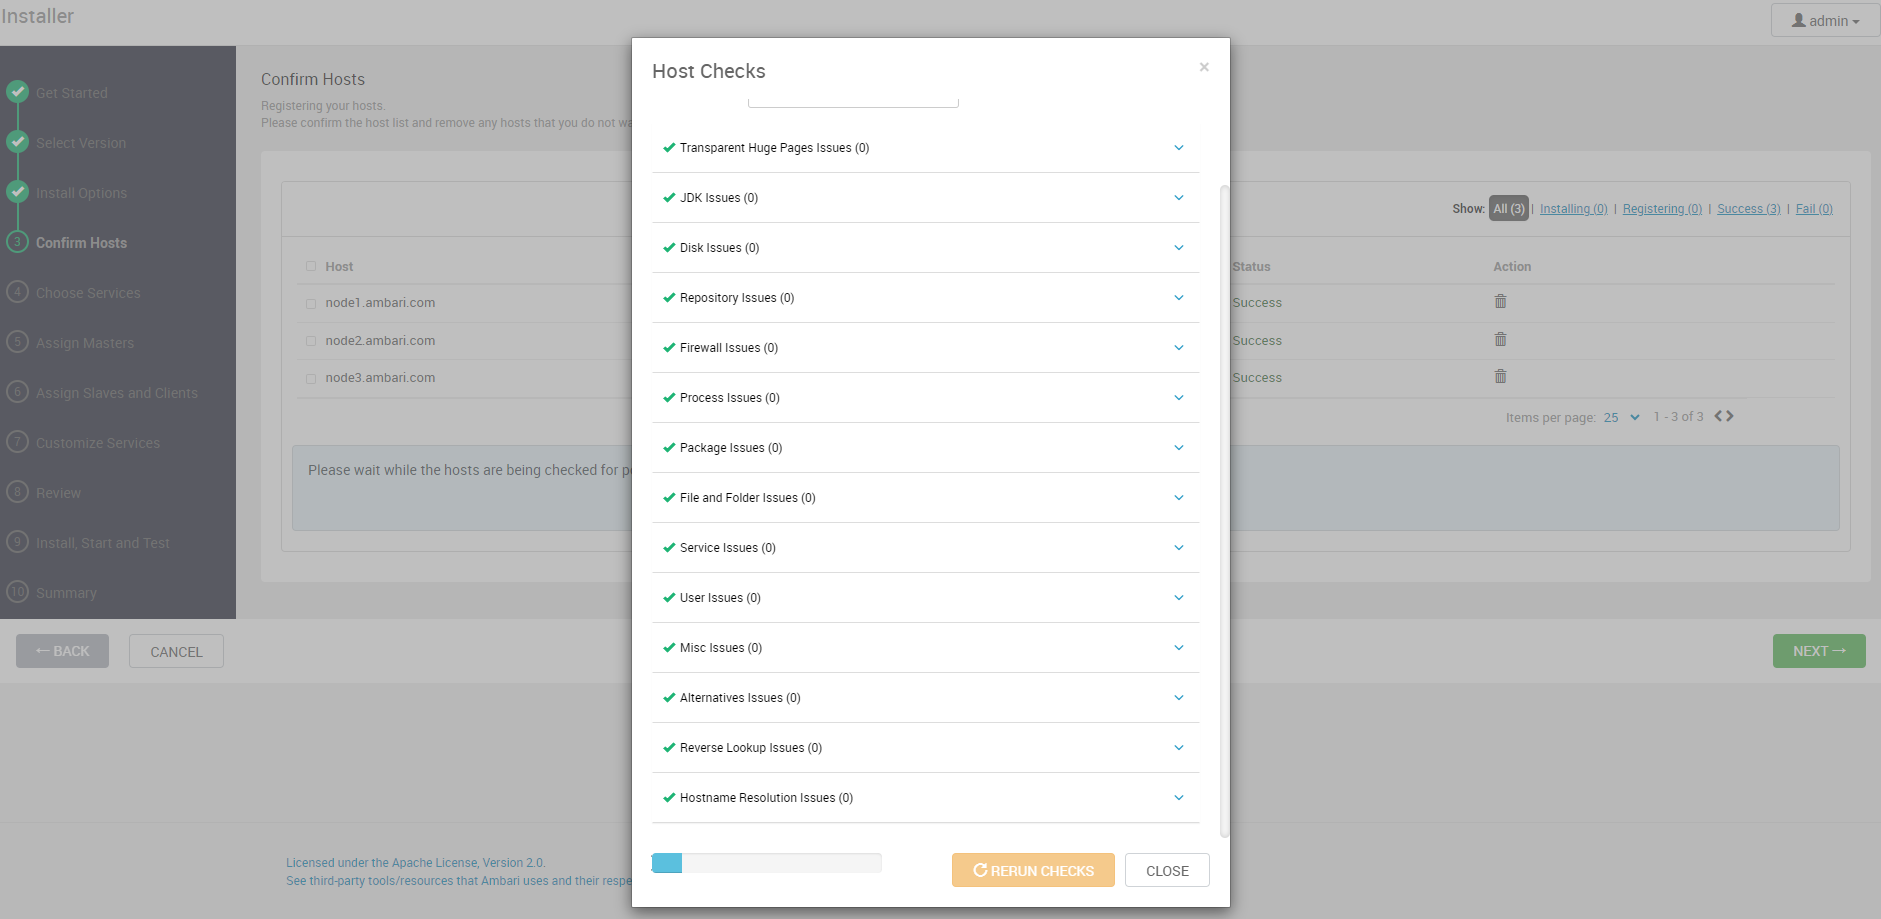 Installer
admin
Get Started
Select Version
Install Options
3 Confirm Hosts
4 Choose Services
5 Assign Masters
6 Assign Slaves and Clients
7 Customize Services
8 Review
9 Install, Start and Test
10 Summary
Confirm Hosts
Registering your hosts.
Please confirm the host list and remove any hosts that you do not wa
Show: All (3) | Installing (0) | Registering (0) | Success (3) | Fail (0)
Host Status Action
node1.ambari.com Success
node2.ambari.com Success
node3.ambari.com Success
Items per page: 25 1 - 3 of 3
Please wait while the hosts are being checked for po
← BACK
CANCEL
NEXT →
Licensed under the Apache License, Version 2.0.
See third-party tools/resources that Ambari uses and their respe
Host Checks
×
Transparent Huge Pages Issues (0)
JDK Issues (0)
Disk Issues (0)
Repository Issues (0)
Firewall Issues (0)
Process Issues (0)
Package Issues (0)
File and Folder Issues (0)
Service Issues (0)
User Issues (0)
Misc Issues (0)
Alternatives Issues (0)
Reverse Lookup Issues (0)
Hostname Resolution Issues (0)
RERUN CHECKS
CLOSE